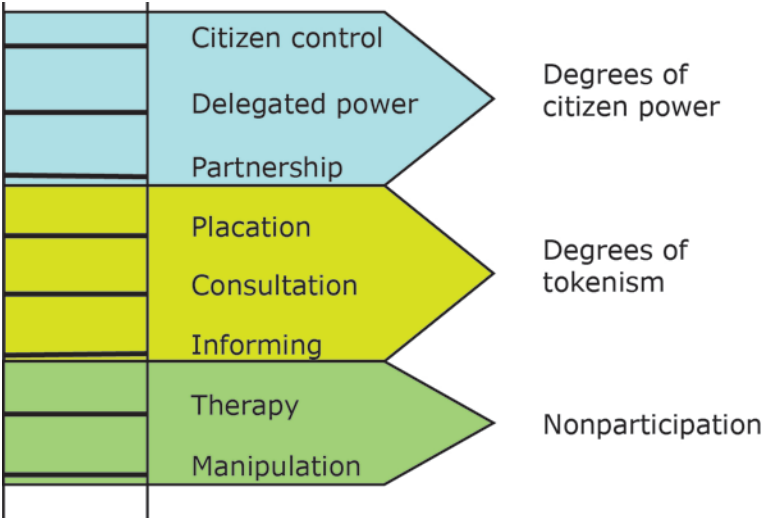 Citizen control
Delegated power
Partnership
Degrees of
citizen power
Placation
Consultation
Informing
Degrees of
tokenism
Therapy
Manipulation
Nonparticipation